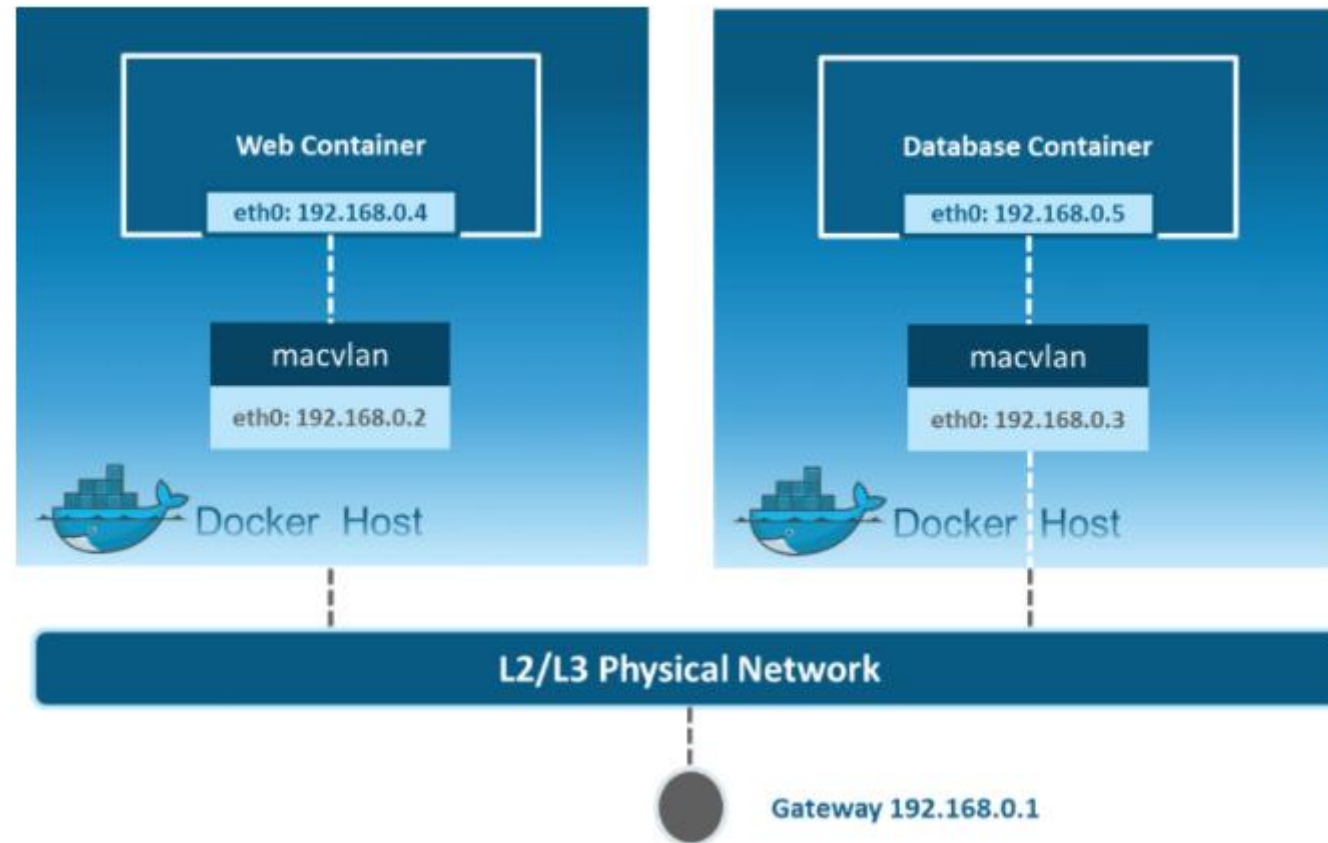 Web Container
eth0: 192.168.0.4
macvlan
eth0: 192.168.0.2
Docker Host
Database Container
eth0: 192.168.0.5
macvlan
eth0: 192.168.0.3
Docker Host
L2/L3 Physical Network
Gateway 192.168.0.1